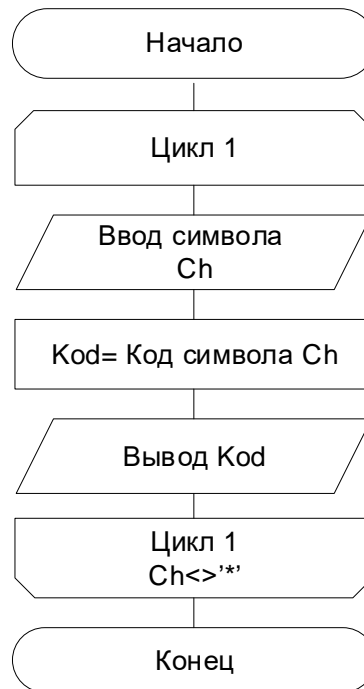 Начало
Цикл 1
Ввод символа
Ch
Kod= Код символа Ch
Вывод Kod
Цикл 1
Ch<>’*’
Конец